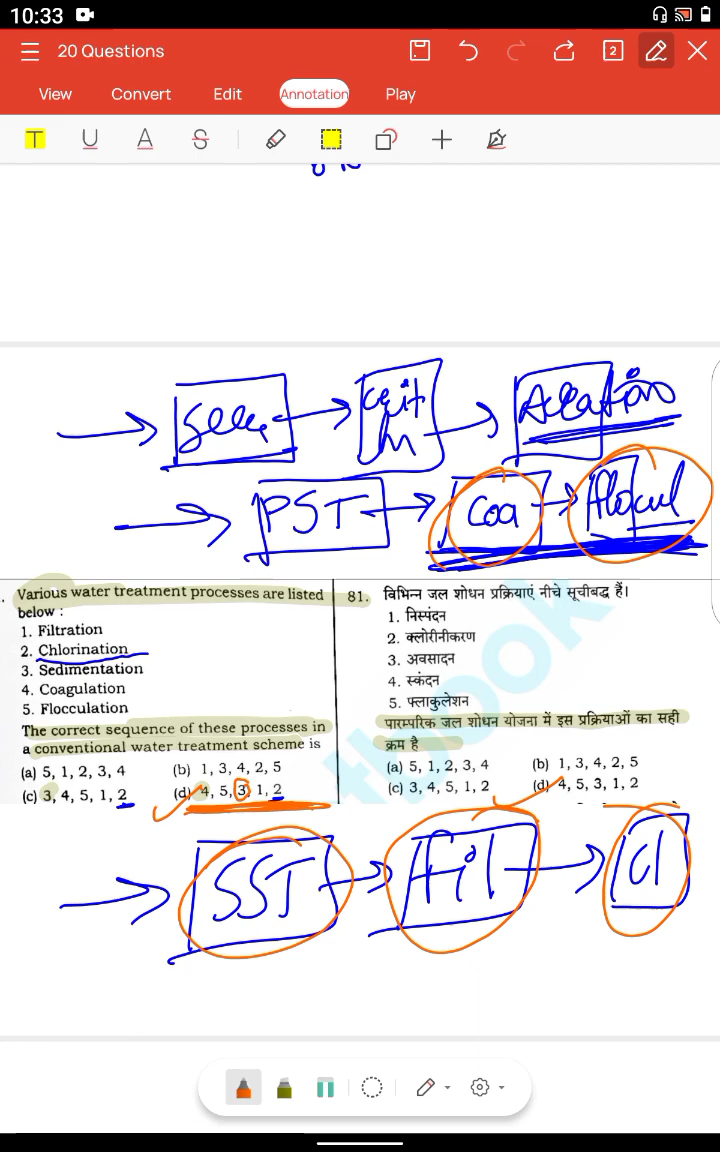 10:33
20 Questions
2
View Convert Edit Annotation Play
T U A S
PST Coa flocul
Various water treatment processes are listed
below :
1. Filtration
2. Chlorination
3. Sedimentation
4. Coagulation
5. Flocculation
The correct sequence of these processes in
a conventional water treatment scheme is
(a) 5, 1, 2, 3, 4 (b) 1, 3, 4, 2, 5
(c) 3, 4, 5, 1, 2 (d) 4, 5, 3, 1, 2
81. विभिन्न जल शोधन प्रक्रियाएं नीचे सूचीबद्ध हैं।
1. निस्पंदन
2. क्लोरीनीकरण
3. अवसादन
4. स्कंदन
5. फ्लाकुलेशन
पारम्परिक जल शोधन योजना में इस प्रक्रियाओं का सही
क्रम है
(a) 5, 1, 2, 3, 4 (b) 1, 3, 4, 2, 5
(c) 3, 4, 5, 1, 2 (d) 4, 5, 3, 1, 2
SST fil Cl